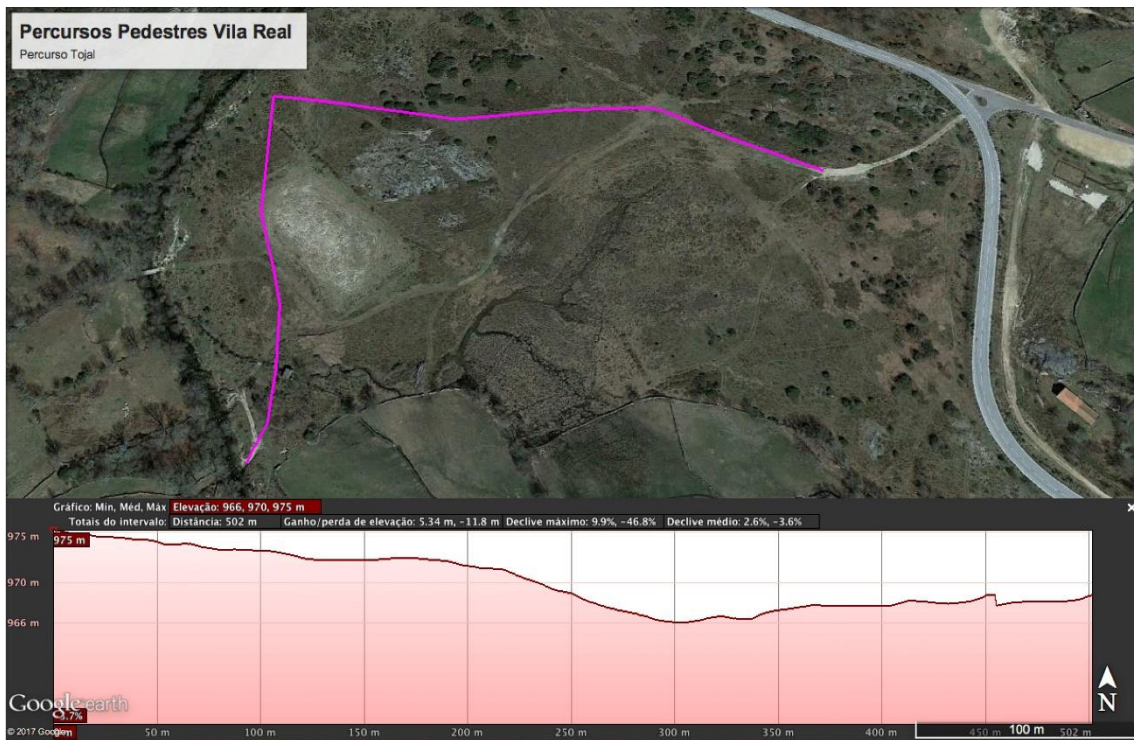 Percursos Pedestres Vila Real
Percurso Tojal
Gráfico: Min, Méd, Máx Elevação: 966, 970, 975 m
Totais do intervalo: Distância: 502 m Ganho/perda de elevação: 5.34 m, -11.8 m Declive máximo: 9.9%, -46.8% Declive médio: 2.6%, -3.6%
975 m
975 m
970 m
966 m
Google earth
N
© 2017 Google
50 m 100 m 150 m 200 m 250 m 300 m 350 m 400 m 450 m 502 m
100 m